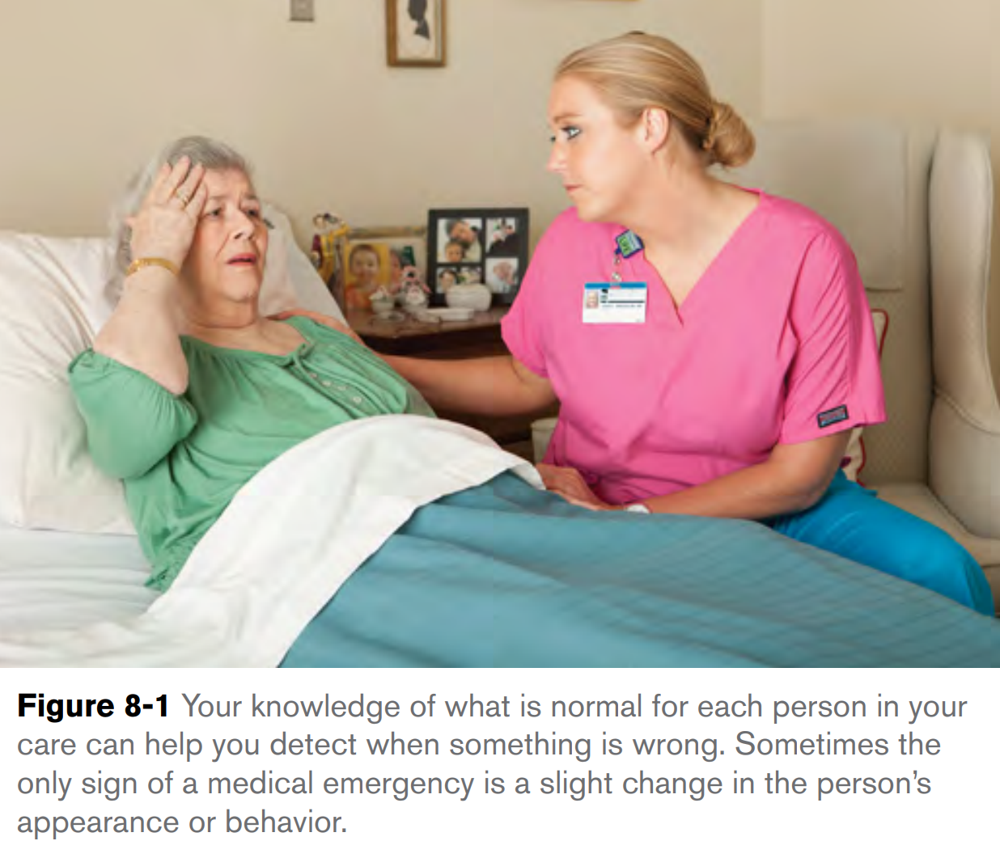 Figure 8-1 Your knowledge of what is normal for each person in your
care can help you detect when something is wrong. Sometimes the
only sign of a medical emergency is a slight change in the person's
appearance or behavior.